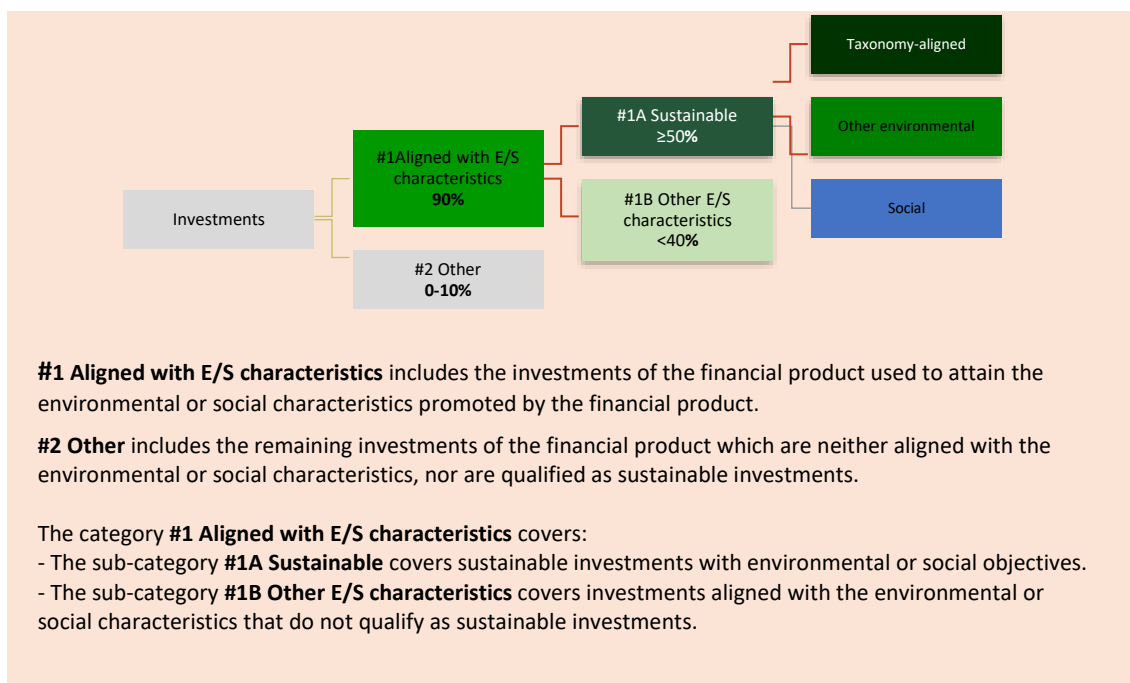 Taxonomy-aligned
#1A Sustainable
≥50%
Other environmental
#1Aligned with E/S
characteristics
90%
#1B Other E/S
characteristics
<40%
Investments
Social
#2 Other
0-10%
#1 Aligned with E/S characteristics includes the investments of the financial product used to attain the
environmental or social characteristics promoted by the financial product.
#2 Other includes the remaining investments of the financial product which are neither aligned with the
environmental or social characteristics, nor are qualified as sustainable investments.
The category #1 Aligned with E/S characteristics covers:
- The sub-category #1A Sustainable covers sustainable investments with environmental or social objectives.
- The sub-category #1B Other E/S characteristics covers investments aligned with the environmental or
social characteristics that do not qualify as sustainable investments.